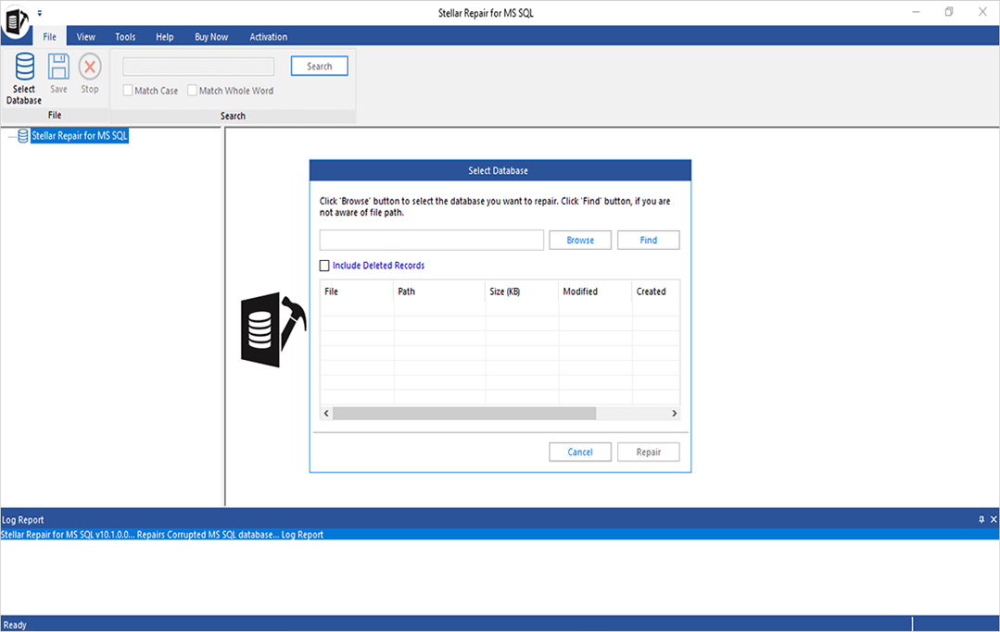 Stellar Repair for MS SQL
File View Tools Help Buy Now Activation
Search
Select
Database
Save
Stop
Match Case
Match Whole Word
File
Search
Stellar Repair for MS SQL
Select Database
Click 'Browse' button to select the database you want to repair. Click 'Find' button, if you are
not aware of file path.
Browse
Find
Include Deleted Records
File Path Size (KB) Modified Created
Cancel
Repair
Log Report
Stellar Repair for MS SQL v10.1.0.0... Repairs Corrupted MS SQL database... Log Report
Ready